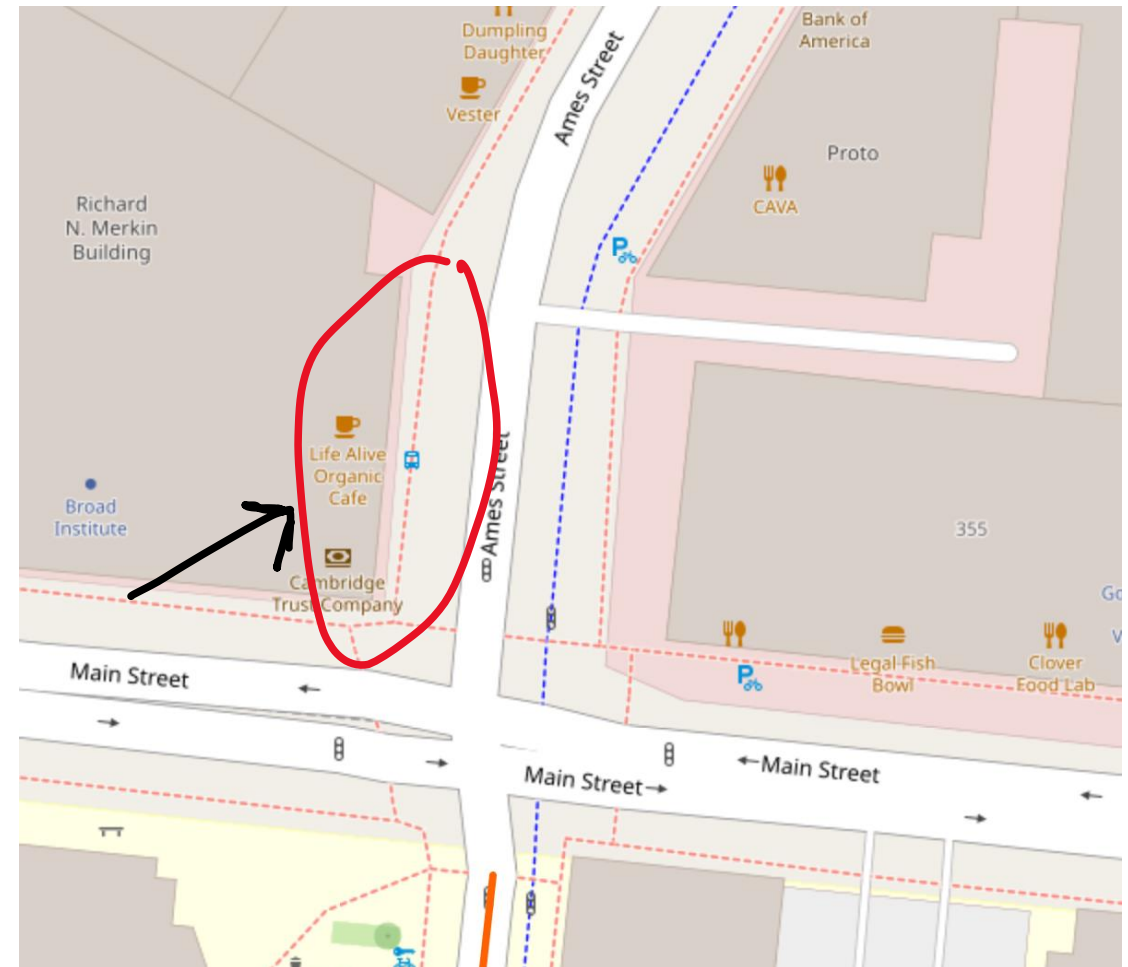 Dumpling
Daughter
Vester
Ames Street
Bank of
America
Proto
CAVA
Richard
N. Merkin
Building
P
Life Alive
Organic
Cafe
Broad
Institute
Ames Street
355
Cambridge
Trust Company
Legal Fish
Bowl
Clover
Food Lab
P
Main Street
Main Street
Main Street